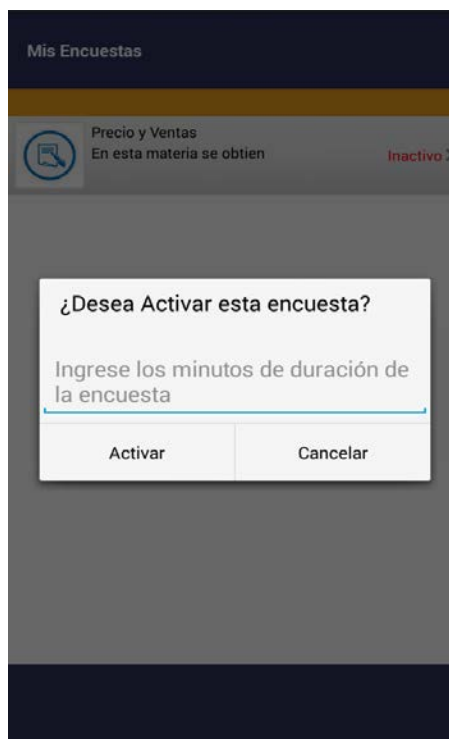 Mis Encuestas
Precio y Ventas
En esta materia se obtien
Inactivo
¿Desea Activar esta encuesta?
Ingrese los minutos de duración de
la encuesta
Activar
Cancelar